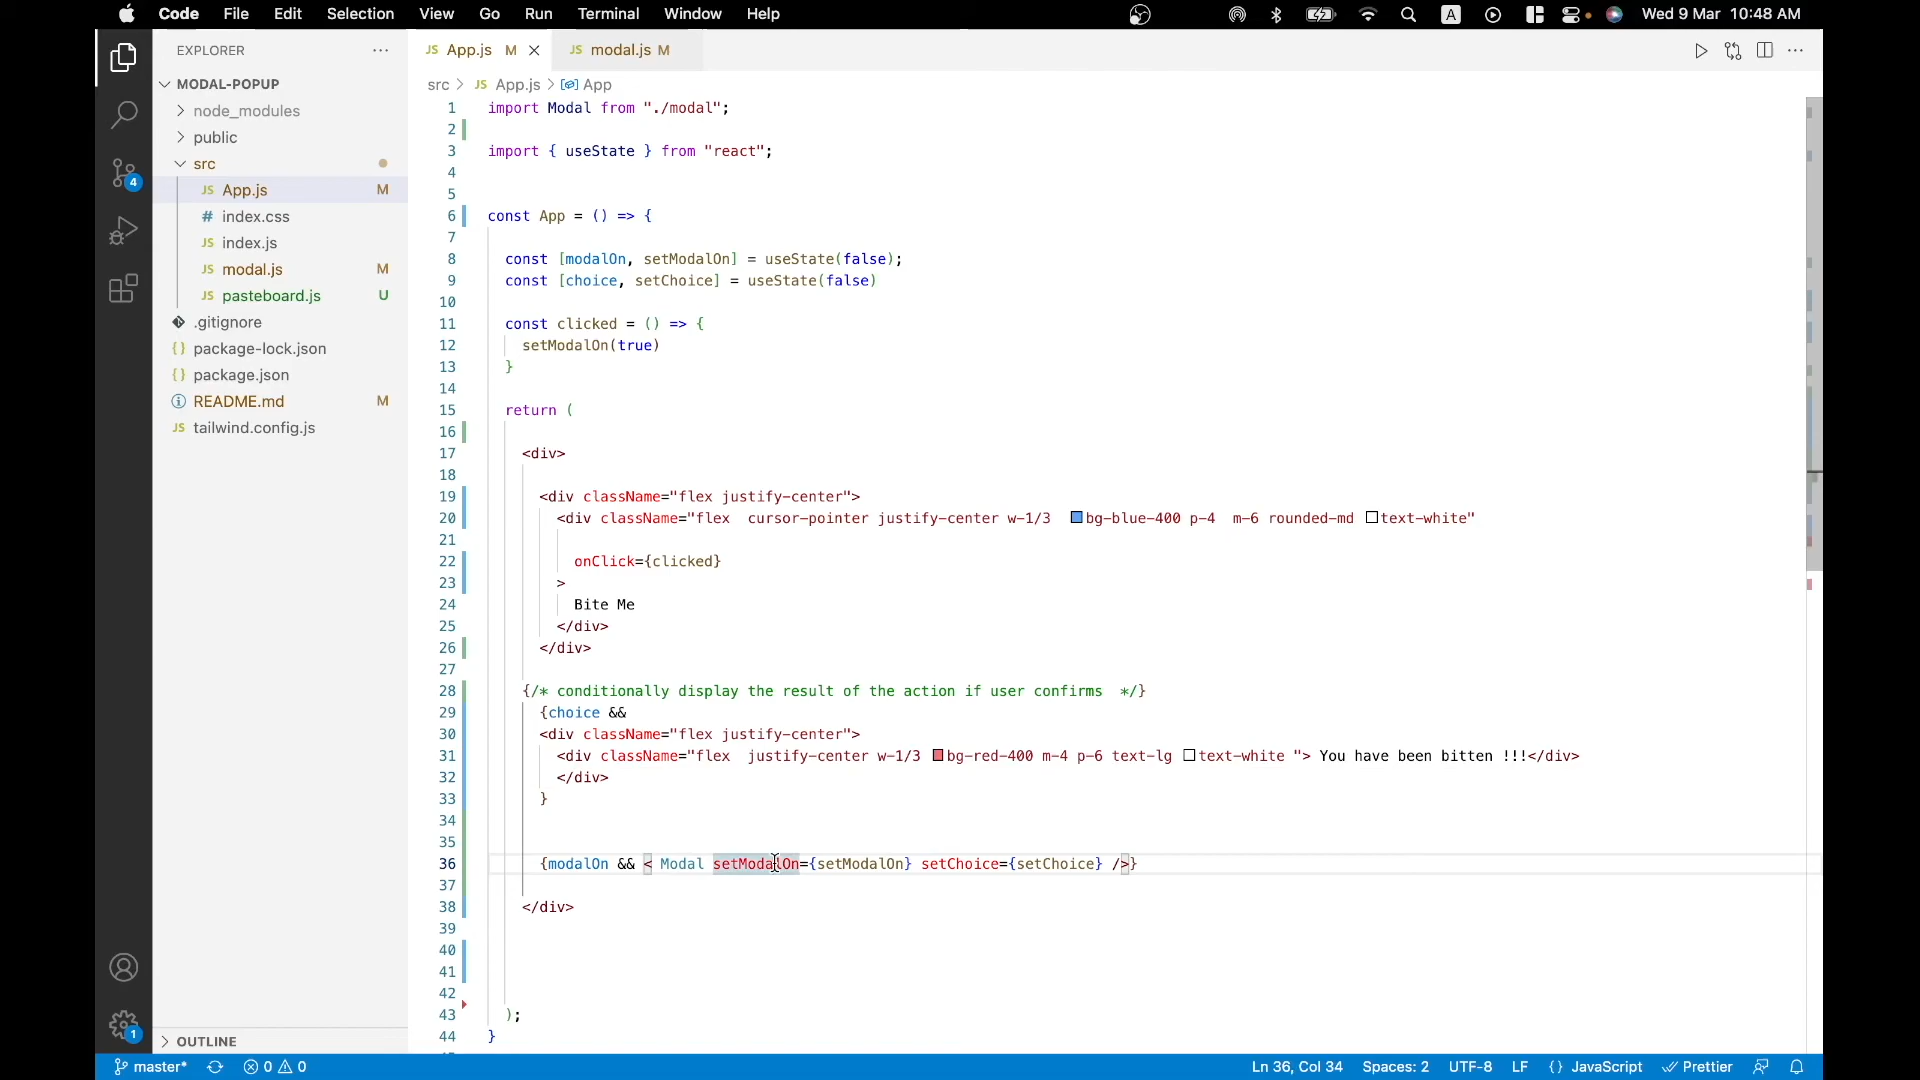 Code File Edit Selection View Go Run Terminal Window Help A Wed 9 Mar 10:48 AM
EXPLORER
JS App.js M
JS modal.js M
MODAL-POPUP
node_modules
public
src
JS App.js M
# index.css
JS index.js
JS modal.js M
JS pasteboard.js U
.gitignore
{} package-lock.json
{} package.json
README.md M
JS tailwind.config.js
OUTLINE
4
1
src > JS App.js > App
1 import Modal from "./modal";
2
3 import { useState } from "react";
4
5
6 const App = () => {
7
8 const [modalOn, setModalOn] = useState(false);
9 const [choice, setChoice] = useState(false)
10
11 const clicked = () => {
12 setModalOn(true)
13 }
14
15 return (
16
17 <div>
18
19 <div className="flex justify-center">
20 <div className="flex  cursor-pointer justify-center w-1/3  bg-blue-400 p-4  m-6 rounded-md text-white"
21
22 onClick={clicked}
23 >
24 Bite Me
25 </div>
26 </div>
27
28 {/* conditionally display the result of the action if user confirms  */}
29 {choice &&
30 <div className="flex justify-center">
31 <div className="flex  justify-center w-1/3 bg-red-400 m-4 p-6 text-lg text-white "> You have been bitten !!!</div>
32 </div>
33 }
34
35
36 {modalOn && < Modal setModalOn={setModalOn} setChoice={setChoice} />}
37
38 </div>
39
40
41
42
43 );
44 }
master* 0 0 Ln 36, Col 34 Spaces: 2 UTF-8 LF {} JavaScript Prettier